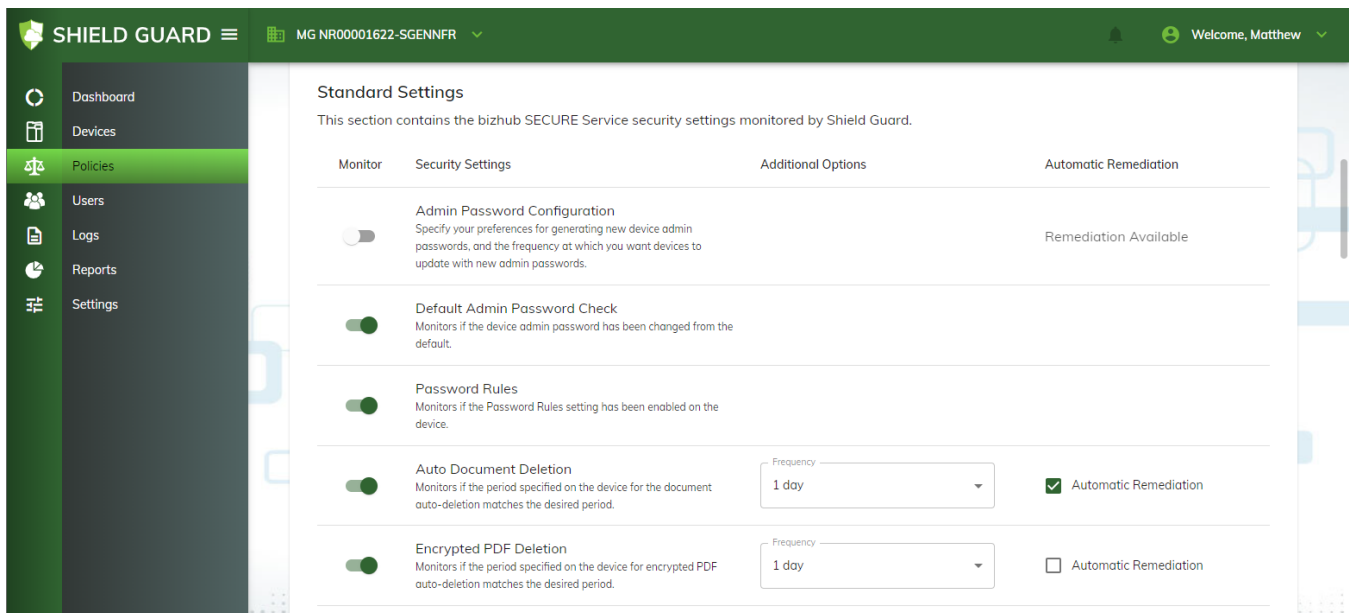 SHIELD GUARD
MG NR00001622-SGENNFR
Welcome, Matthew
Dashboard
Devices
Policies
Users
Logs
Reports
Settings
Standard Settings
This section contains the bizhub SECURE Service security settings monitored by Shield Guard.
Monitor Security Settings Additional Options Automatic Remediation
Admin Password Configuration
Specify your preferences for generating new device admin
passwords, and the frequency at which you want devices to
update with new admin passwords.
Remediation Available
Default Admin Password Check
Monitors if the device admin password has been changed from the
default.
Password Rules
Monitors if the Password Rules setting has been enabled on the
device.
Auto Document Deletion
Monitors if the period specified on the device for the document
auto-deletion matches the desired period.
Frequency
1 day
Automatic Remediation
Encrypted PDF Deletion
Monitors if the period specified on the device for encrypted PDF
auto-deletion matches the desired period.
Frequency
1 day
Automatic Remediation